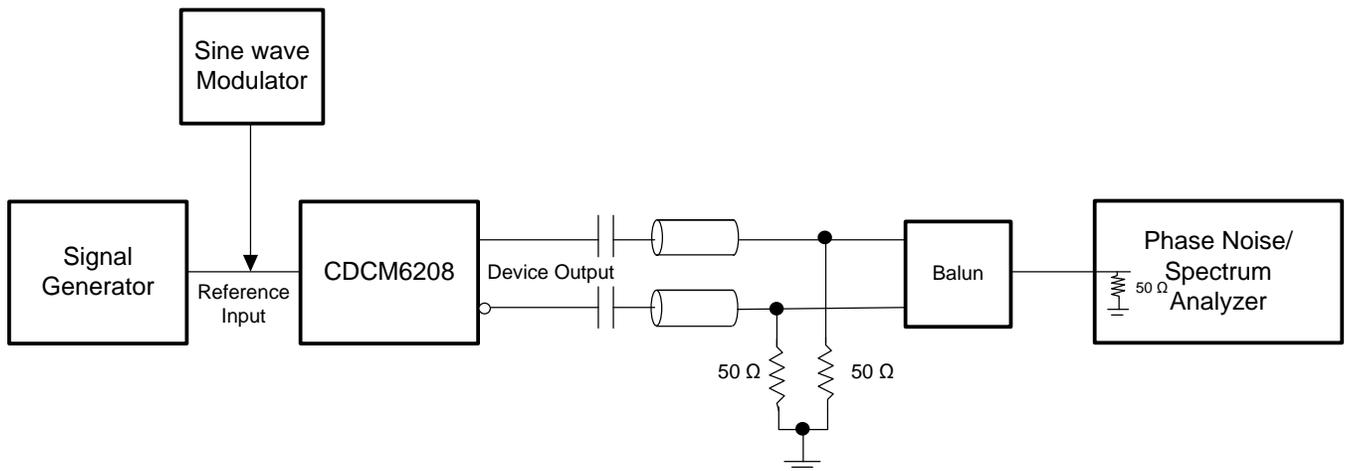 Sine wave
Modulator
Signal
Generator
Reference
Input
CDCM6208
Device Output
50 Ω
50 Ω
Balun
Phase Noise/
Spectrum
Analyzer
50 Ω